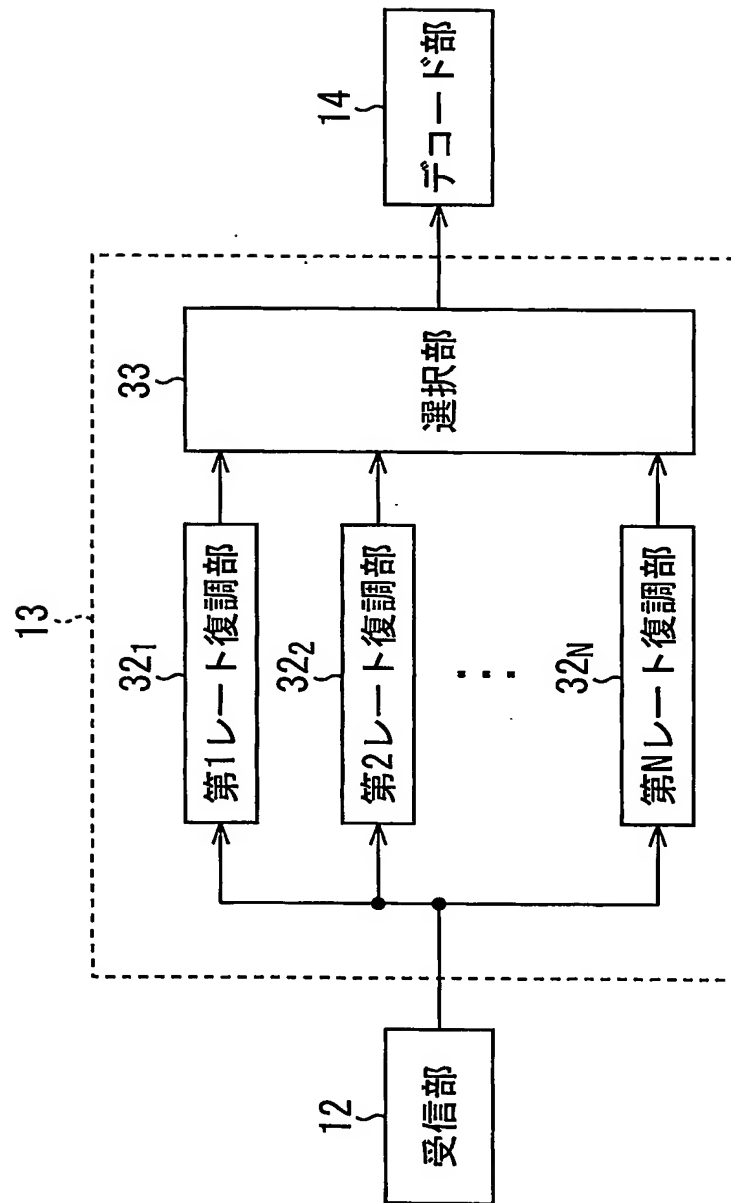 13
12
受信部
32₁
第1レート復調部
32₂
第2レート復調部
32N
第Nレート復調部
33
選択部
14
デコード部